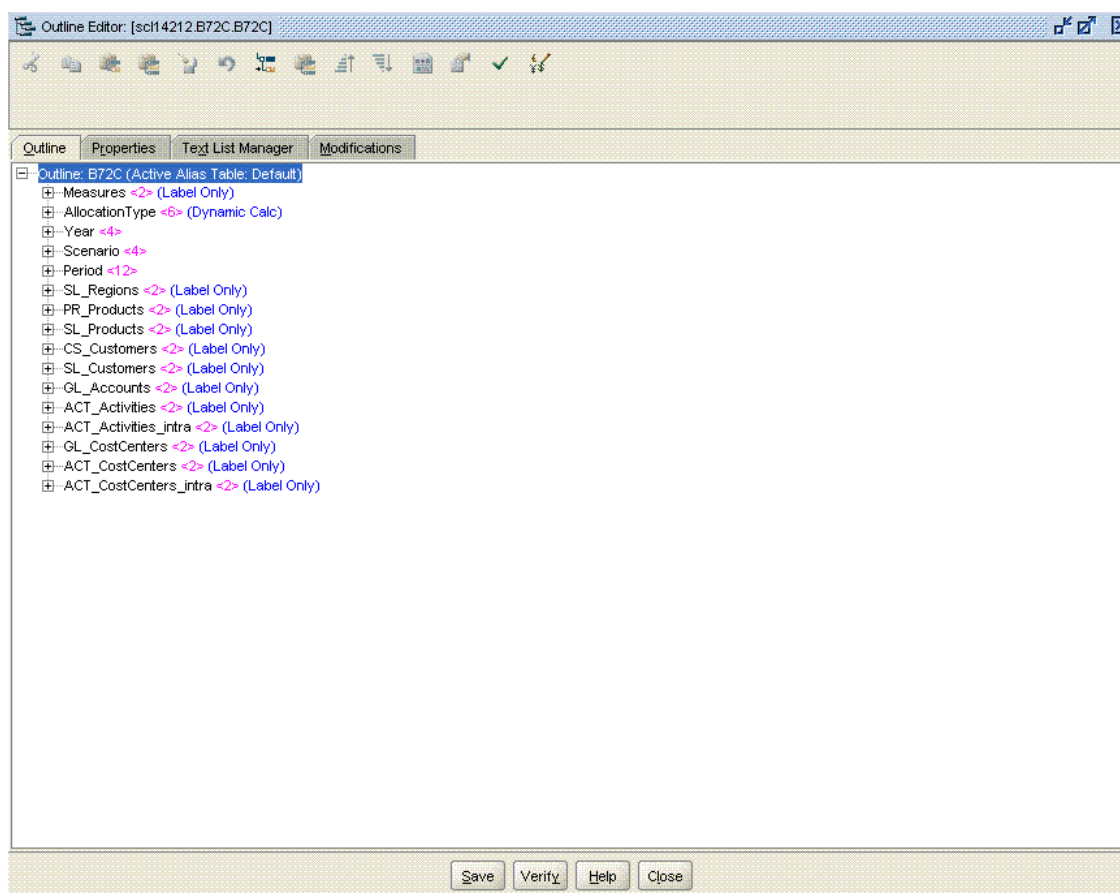 Outline Editor: [scl14212.B72C.B72C]
Outline Properties Text List Manager Modifications
Outline: B72C (Active Alias Table: Default)
Measures <2> (Label Only)
AllocationType <6> (Dynamic Calc)
Year <4>
Scenario <4>
Period <12>
SL_Regions <2> (Label Only)
PR_Products <2> (Label Only)
SL_Products <2> (Label Only)
CS_Customers <2> (Label Only)
SL_Customers <2> (Label Only)
GL_Accounts <2> (Label Only)
ACT_Activities <2> (Label Only)
ACT_Activities_intra <2> (Label Only)
GL_CostCenters <2> (Label Only)
ACT_CostCenters <2> (Label Only)
ACT_CostCenters_intra <2> (Label Only)
Save Verify Help Close